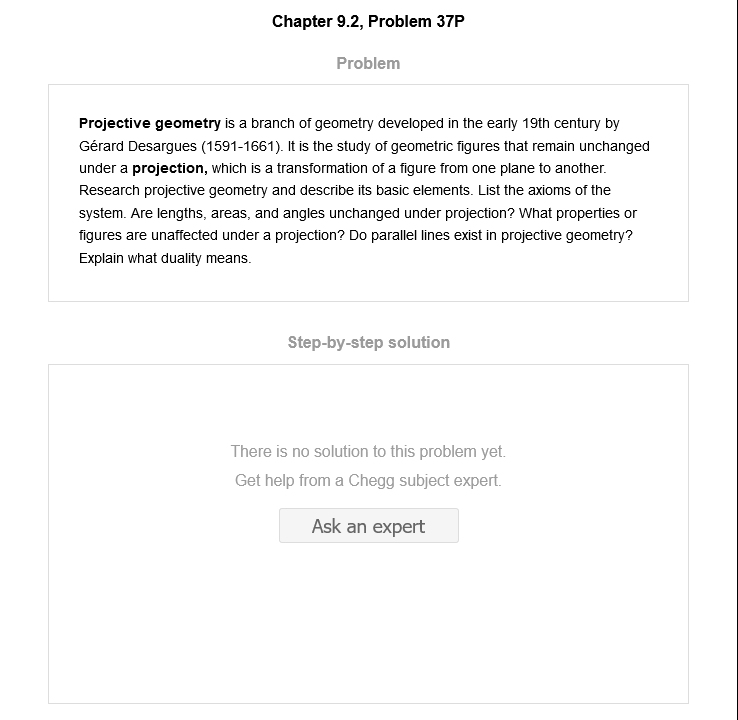 Chapter 9.2, Problem 37P
Problem
Projective geometry is a branch of geometry developed in the early 19th century by
Gérard Desargues (1591-1661). It is the study of geometric figures that remain unchanged
under a projection, which is a transformation of a figure from one plane to another.
Research projective geometry and describe its basic elements. List the axioms of the
system. Are lengths, areas, and angles unchanged under projection? What properties or
figures are unaffected under a projection? Do parallel lines exist in projective geometry?
Explain what duality means.
Step-by-step solution
There is no solution to this problem yet.
Get help from a Chegg subject expert.
Ask an expert